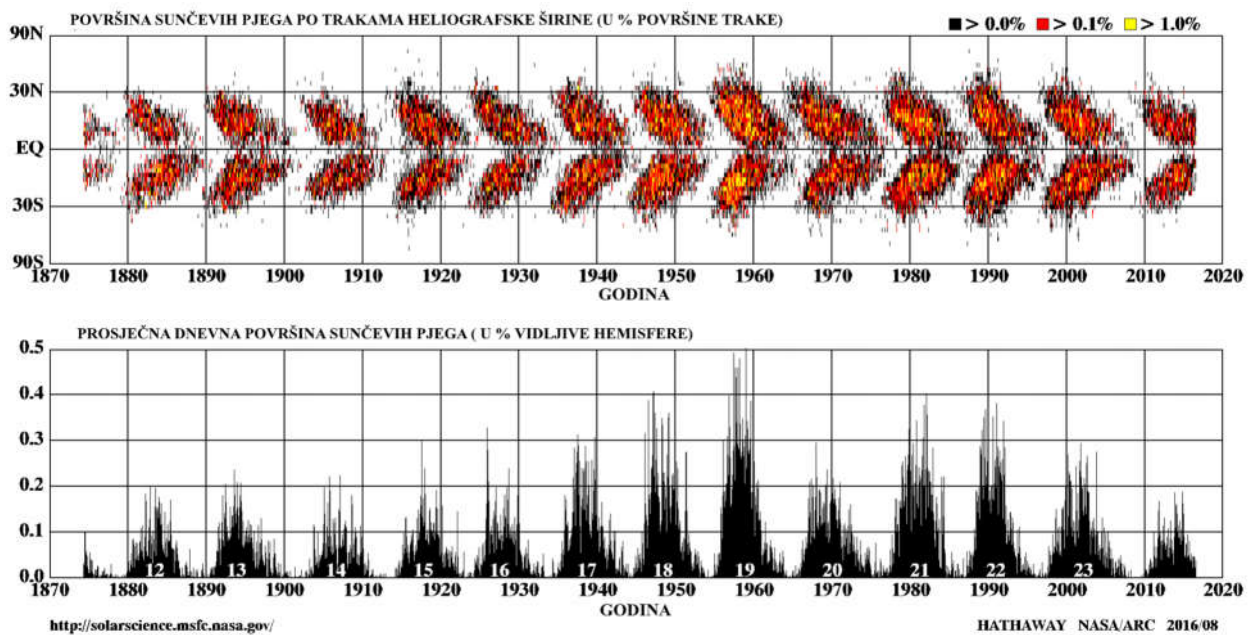 POVRŠINA SUNČEVIH PJEGA PO TRAKAMA HELIOGRAFSKE ŠIRINE (U % POVRŠINE TRAKE)
> 0.0% > 0.1% > 1.0%
90N
30N
EQ
30S
90S
1870 1880 1890 1900 1910 1920 1930 1940 1950 1960 1970 1980 1990 2000 2010 2020
GODINA
PROSJEČNA DNEVNA POVRŠINA SUNČEVIH PJEGA ( U % VIDLJIVE HEMISFERE)
0.5
0.4
0.3
0.2
0.1
0.0
12 13 14 15 16 17 18 19 20 21 22 23
1870 1880 1890 1900 1910 1920 1930 1940 1950 1960 1970 1980 1990 2000 2010 2020
GODINA
http://solarscience.msfc.nasa.gov/ HATHAWAY NASA/ARC 2016/08